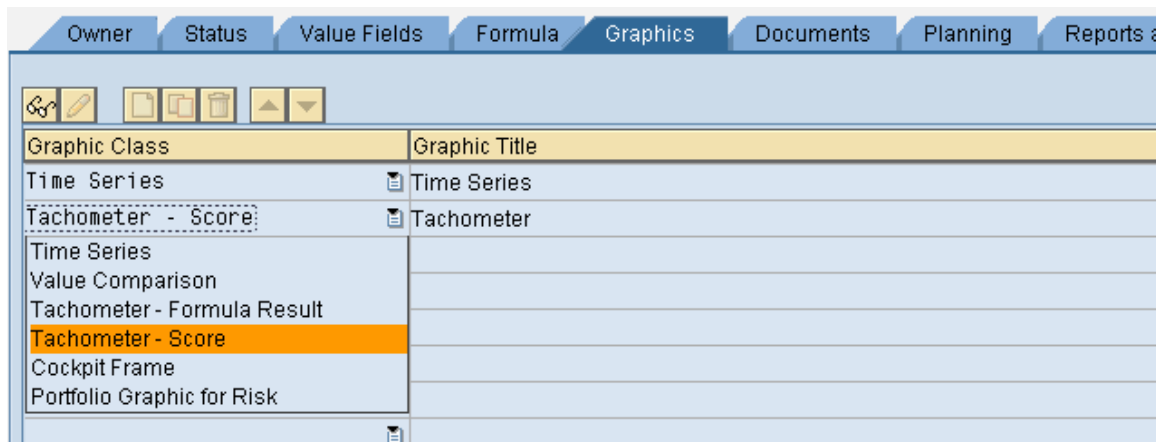 Owner Status Value Fields Formula Graphics Documents Planning Reports a
Graphic Class Graphic Title
Time Series Time Series
Tachometer - Score Tachometer
Time Series
Value Comparison
Tachometer - Formula Result
Tachometer - Score
Cockpit Frame
Portfolio Graphic for Risk